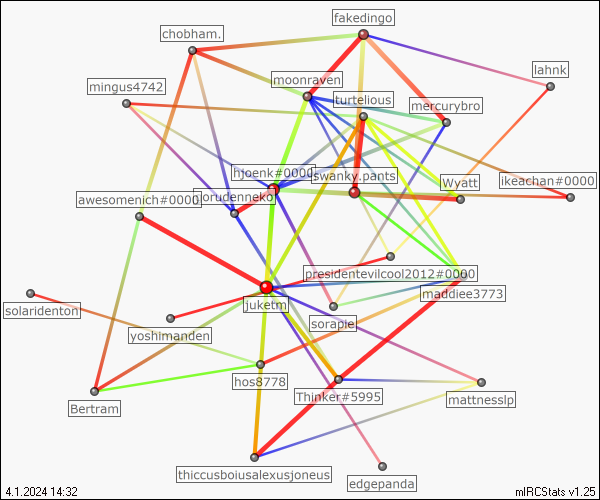 fakedingo
chobham.
lahnk
moonraven
mingus4742
turtelious
mercurybro
hjoenk#0000
swanky.pants
Wyatt
ikeachan#0000
awesomenich#0000
orudenneko
presidentevilcool2012#0000
maddiee3773
juketm
solaridenton
sorapie
yoshimanden
hos8778
Thinker#5995
mattnesslp
Bertram
thiccusboiusalexusjoneus
edgepanda
4.1.2024 14:32
mIRCStats v1.25